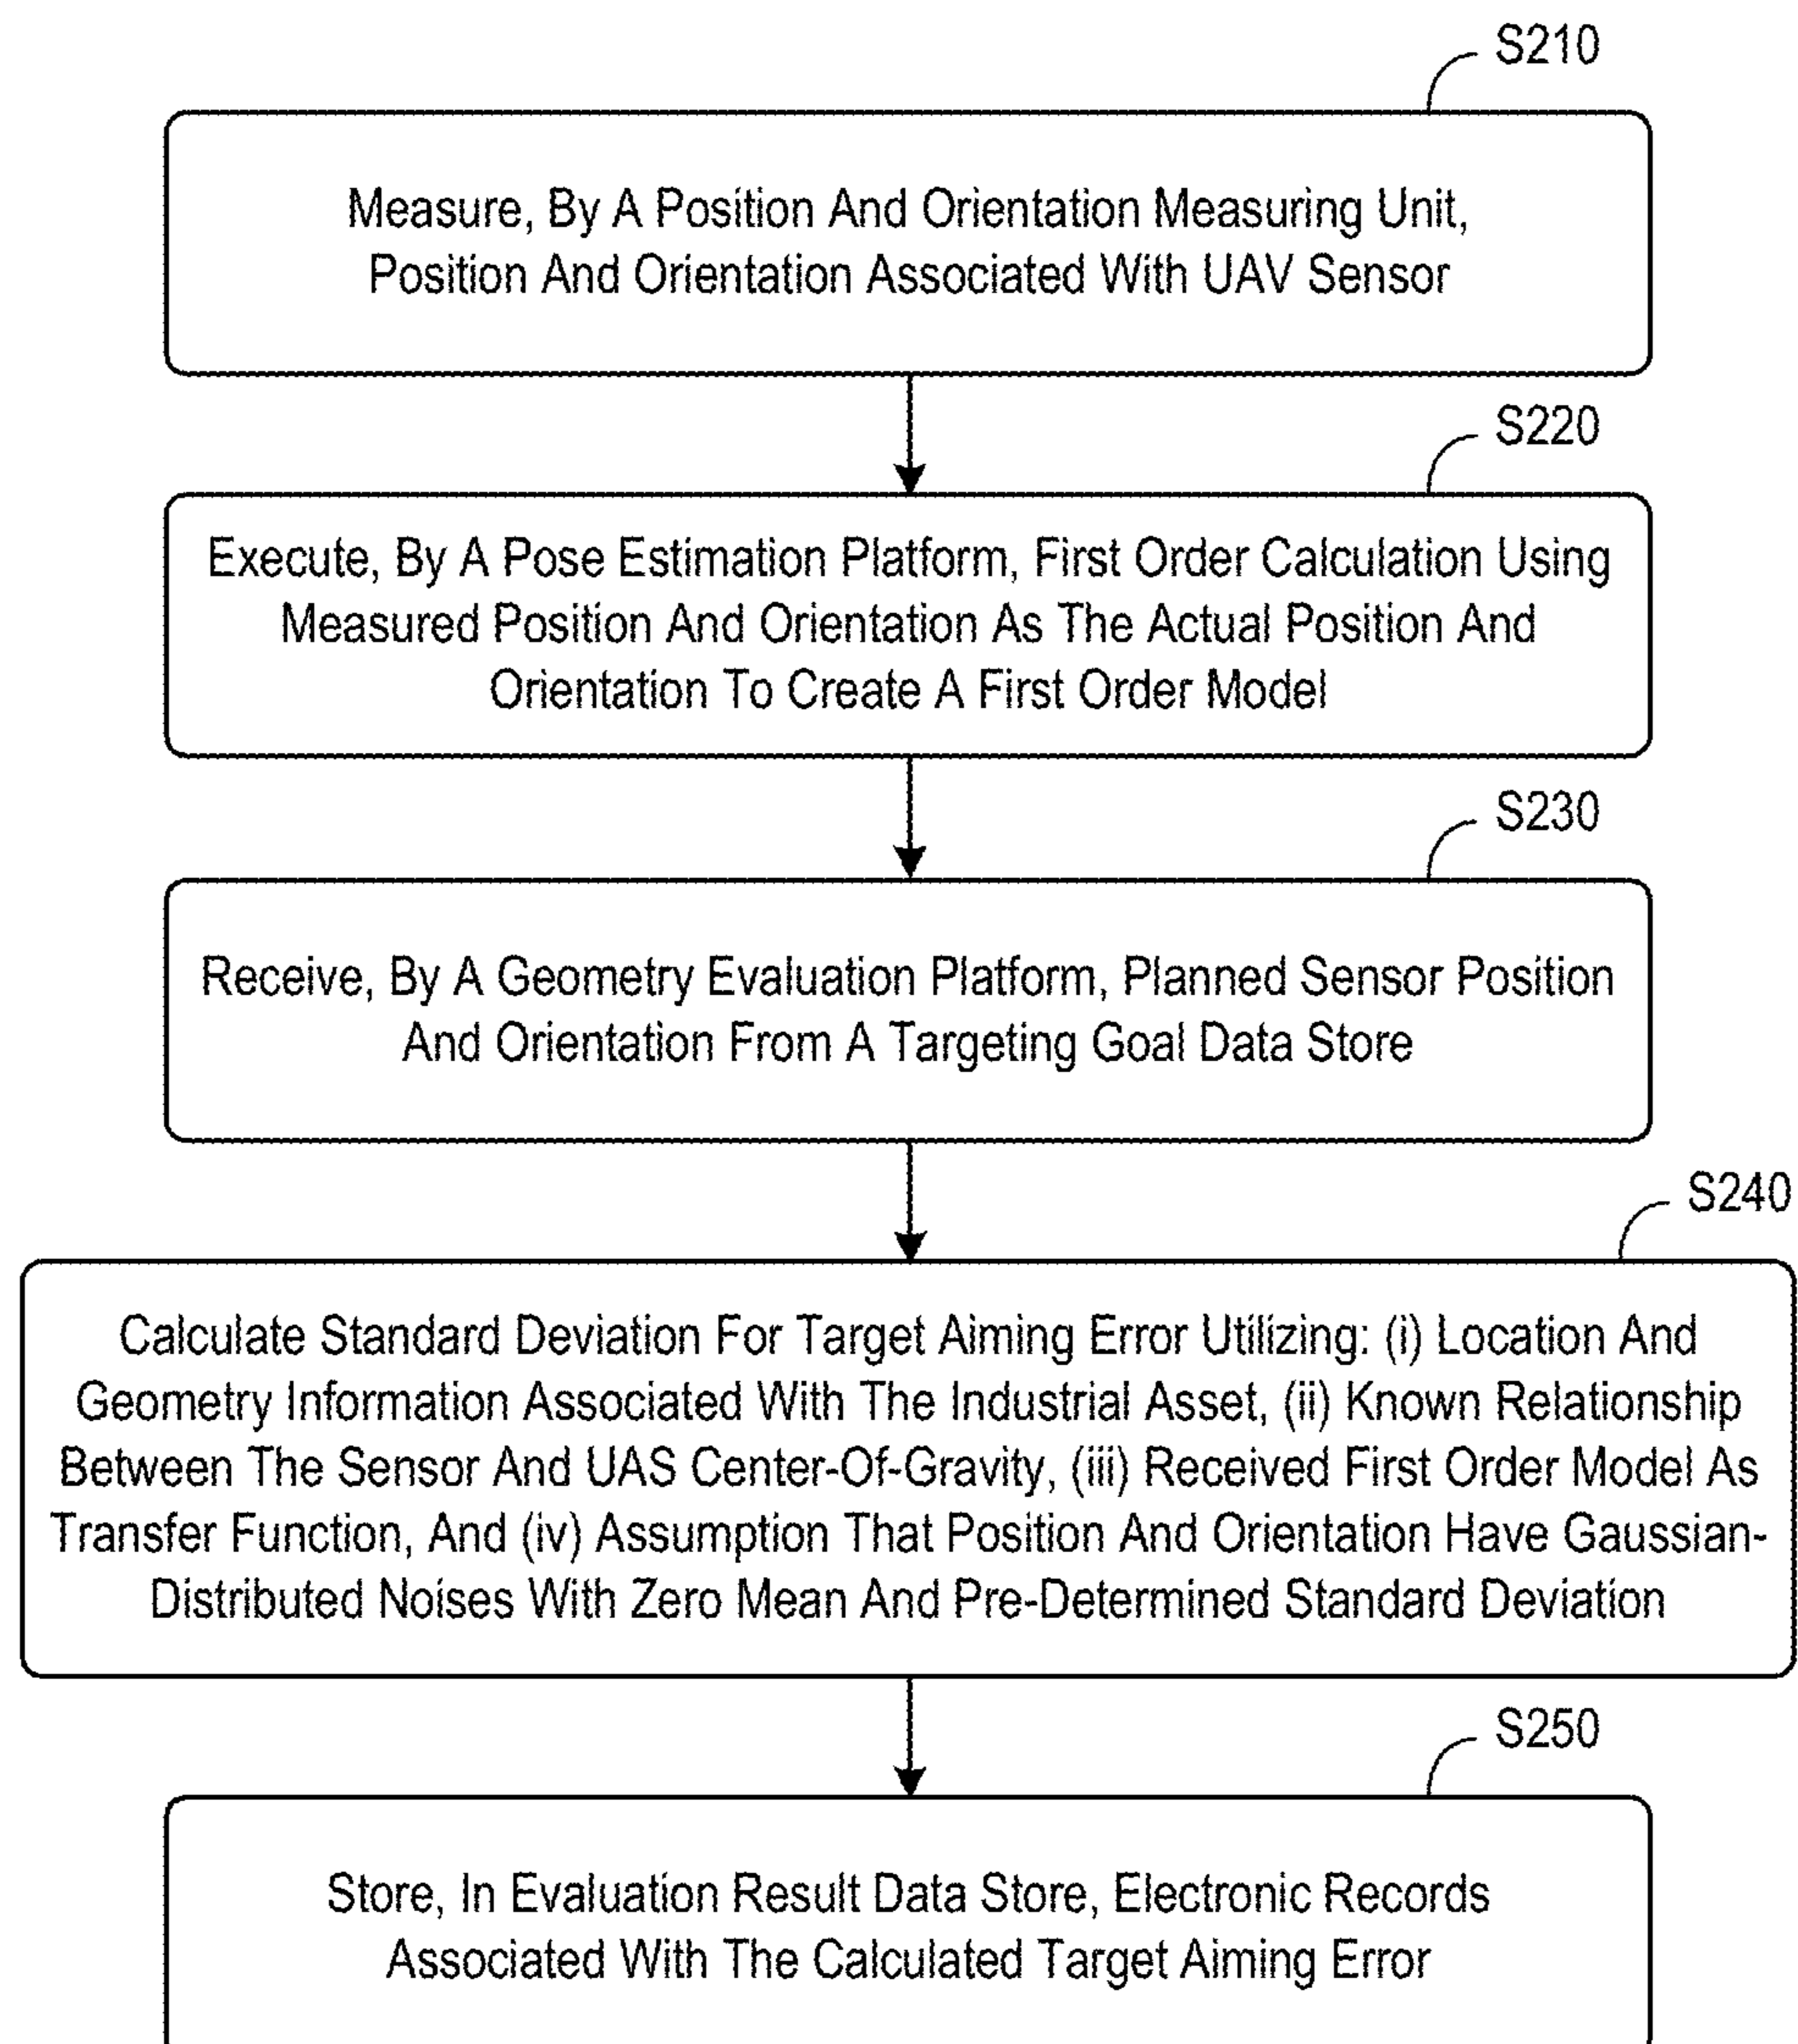 S210
Measure, By A Position And Orientation Measuring Unit,
Position And Orientation Associated With UAV Sensor
S220
Execute, By A Pose Estimation Platform, First Order Calculation Using
Measured Position And Orientation As The Actual Position And
Orientation To Create A First Order Model
S230
Receive, By A Geometry Evaluation Platform, Planned Sensor Position
And Orientation From A Targeting Goal Data Store
S240
Calculate Standard Deviation For Target Aiming Error Utilizing: (i) Location And
Geometry Information Associated With The Industrial Asset, (ii) Known Relationship
Between The Sensor And UAS Center-Of-Gravity, (iii) Received First Order Model As
Transfer Function, And (iv) Assumption That Position And Orientation Have Gaussian-
Distributed Noises With Zero Mean And Pre-Determined Standard Deviation
S250
Store, In Evaluation Result Data Store, Electronic Records
Associated With The Calculated Target Aiming Error